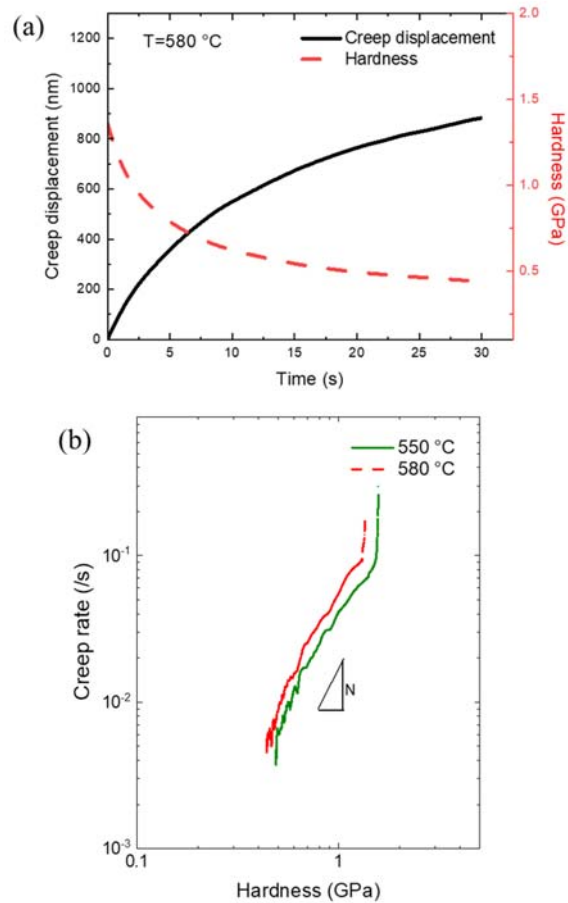 (a)
T=580 °C
Creep displacement
Hardness
1200
1000
800
600
400
200
0
Creep displacement (nm)
2.0
1.5
1.0
0.5
Hardness (GPa)
0 5 10 15 20 25 30
Time (s)
(b)
550 °C
580 °C
10-1
10-2
10-3
Creep rate (/s)
N
0.1 1
Hardness (GPa)